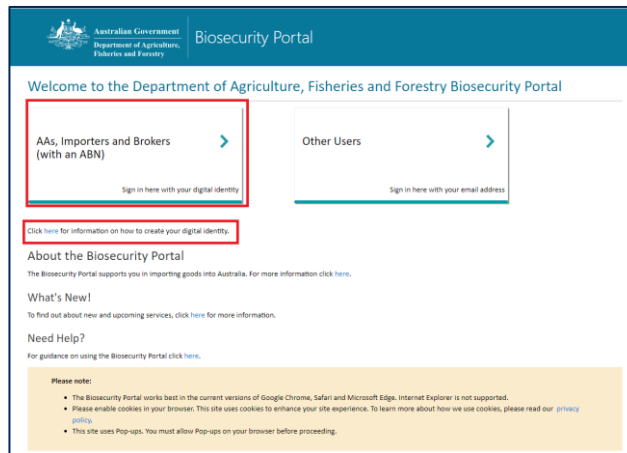 Australian Government
Department of Agriculture,
Fisheries and Forestry
Biosecurity Portal
Welcome to the Department of Agriculture, Fisheries and Forestry Biosecurity Portal
AAs, Importers and Brokers
(with an ABN)
Sign in here with your digital identity
Other Users
Sign in here with your email address
Click here for information on how to create your digital identity.
About the Biosecurity Portal
The Biosecurity Portal supports you in importing goods into Australia. For more information click here.
What's New!
To find out about new and upcoming services, click here for more information.
Need Help?
For guidance on using the Biosecurity Portal click here.
Please note:
• The Biosecurity Portal works best in the current versions of Google Chrome, Safari and Microsoft Edge. Internet Explorer is not supported.
• Please enable cookies in your browser. This site uses cookies to enhance your site experience. To learn more about how we use cookies, please read our privacy
policy.
• This site uses Pop-ups. You must allow Pop-ups on your browser before proceeding.